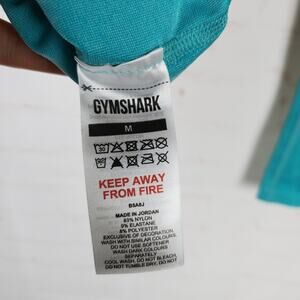 GYMSHARK
M
30
KEEP AWAY
FROM FIRE
BSA8J
MADE IN JORDAN
83% NYLON
9% ELASTANE
8% POLYESTER
EXCLUSIVE OF DECORATION.
WASH WITH SIMILAR COLOURS.
DO NOT USE SOFTENER
WASH DARK COLOURS
SEPARATELY
COOL WASH. DO NOT BLEACH.
DO NOT TUMBLE DRY. DO NOT